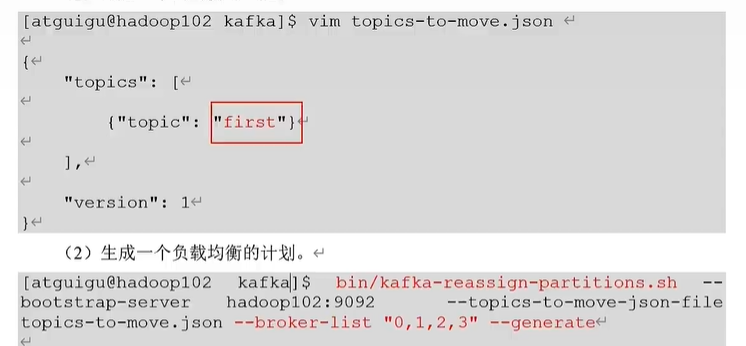 [atguigu@hadoop102 kafka]$ vim topics-to-move.json
{
"topics": [
{"topic": "first"}
],
"version": 1
}
（2）生成一个负载均衡的计划。
[atguigu@hadoop102 kafka]$ bin/kafka-reassign-partitions.sh --
bootstrap-server hadoop102:9092 --topics-to-move-json-file
topics-to-move.json --broker-list "0,1,2,3" --generate